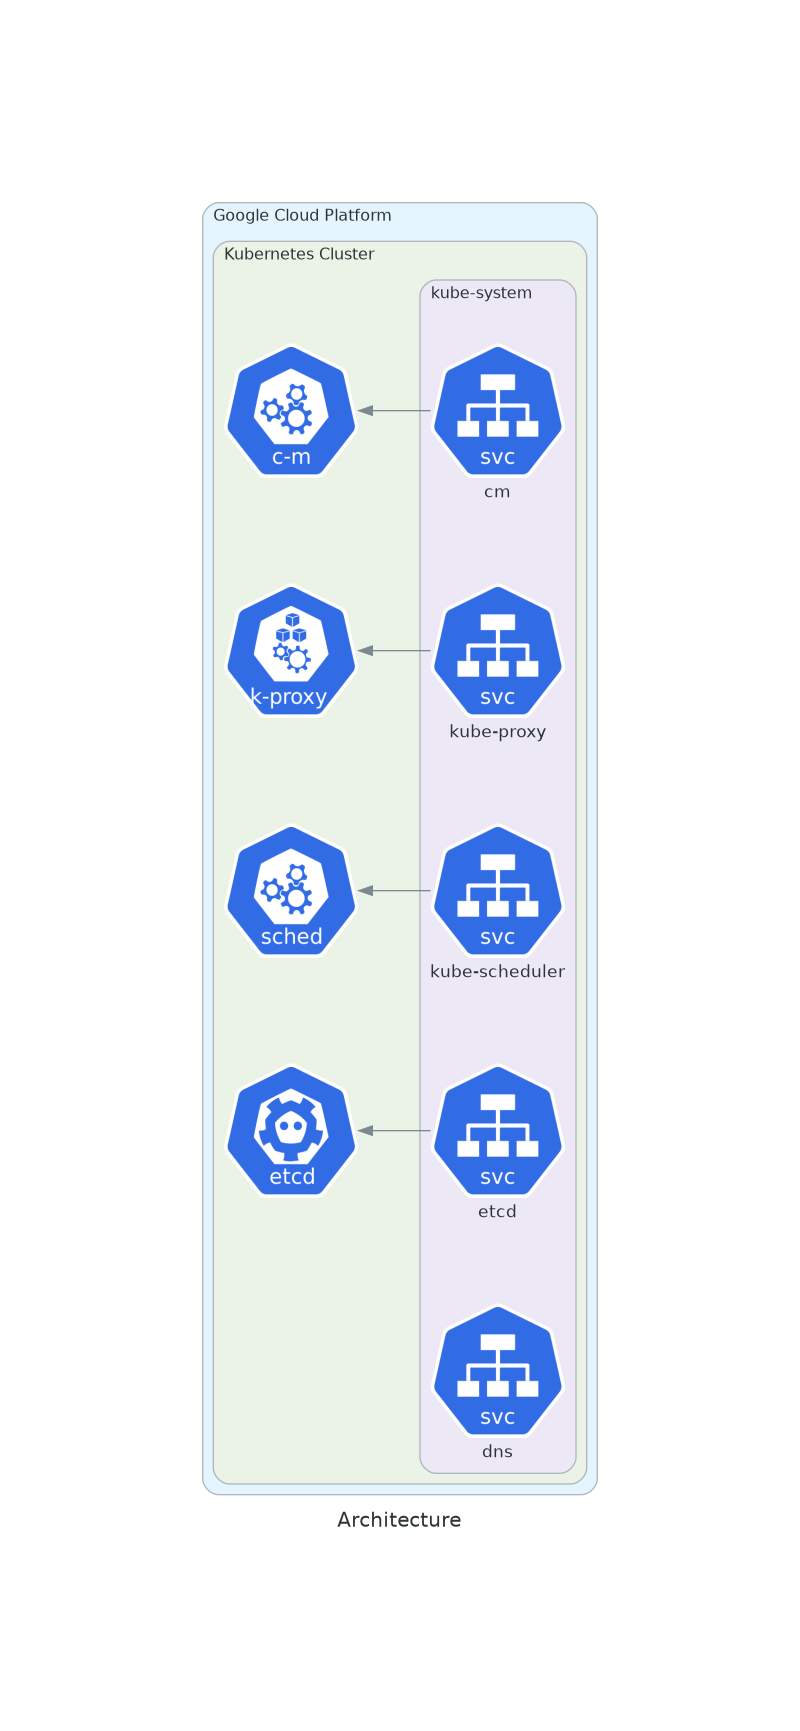 Google Cloud Platform
Kubernetes Cluster
kube-system
c-m
svc
cm
k-proxy
svc
kube-proxy
sched
svc
kube-scheduler
etcd
svc
etcd
svc
dns
Architecture